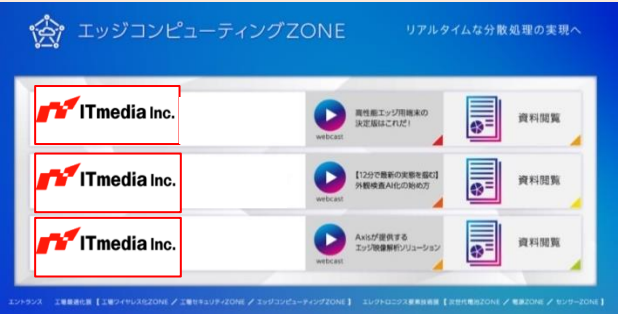 エッジコンピューティングZONE
リアルタイムな分散処理の実現へ
ITmedia Inc.
webcast
高性能エッジ用端末の
決定版はこれだ!
資料閲覧
ITmedia Inc.
webcast
【12分で最新の実態を掴む】
外観検査AI化の始め方
資料閲覧
ITmedia Inc.
webcast
Axisが提供する
エッジ映像解析ソリューション
資料閲覧
エントランス 工場最適化展【 工場ワイヤレス化ZONE / 工場セキュリティZONE / エッジコンピューティングZONE 】 エレクトロニクス要素技術展【 次世代電池ZONE / 電源ZONE / センサーZONE 】